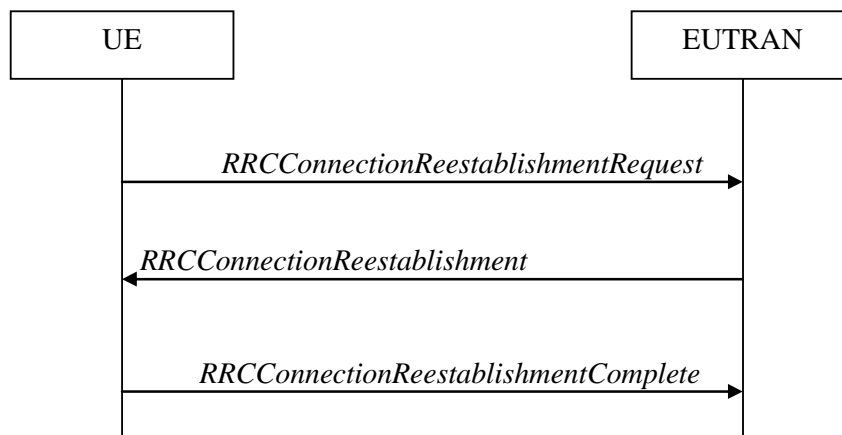 UE
EUTRAN
RRCConnectionReestablishmentRequest
RRCConnectionReestablishment
RRCConnectionReestablishmentComplete